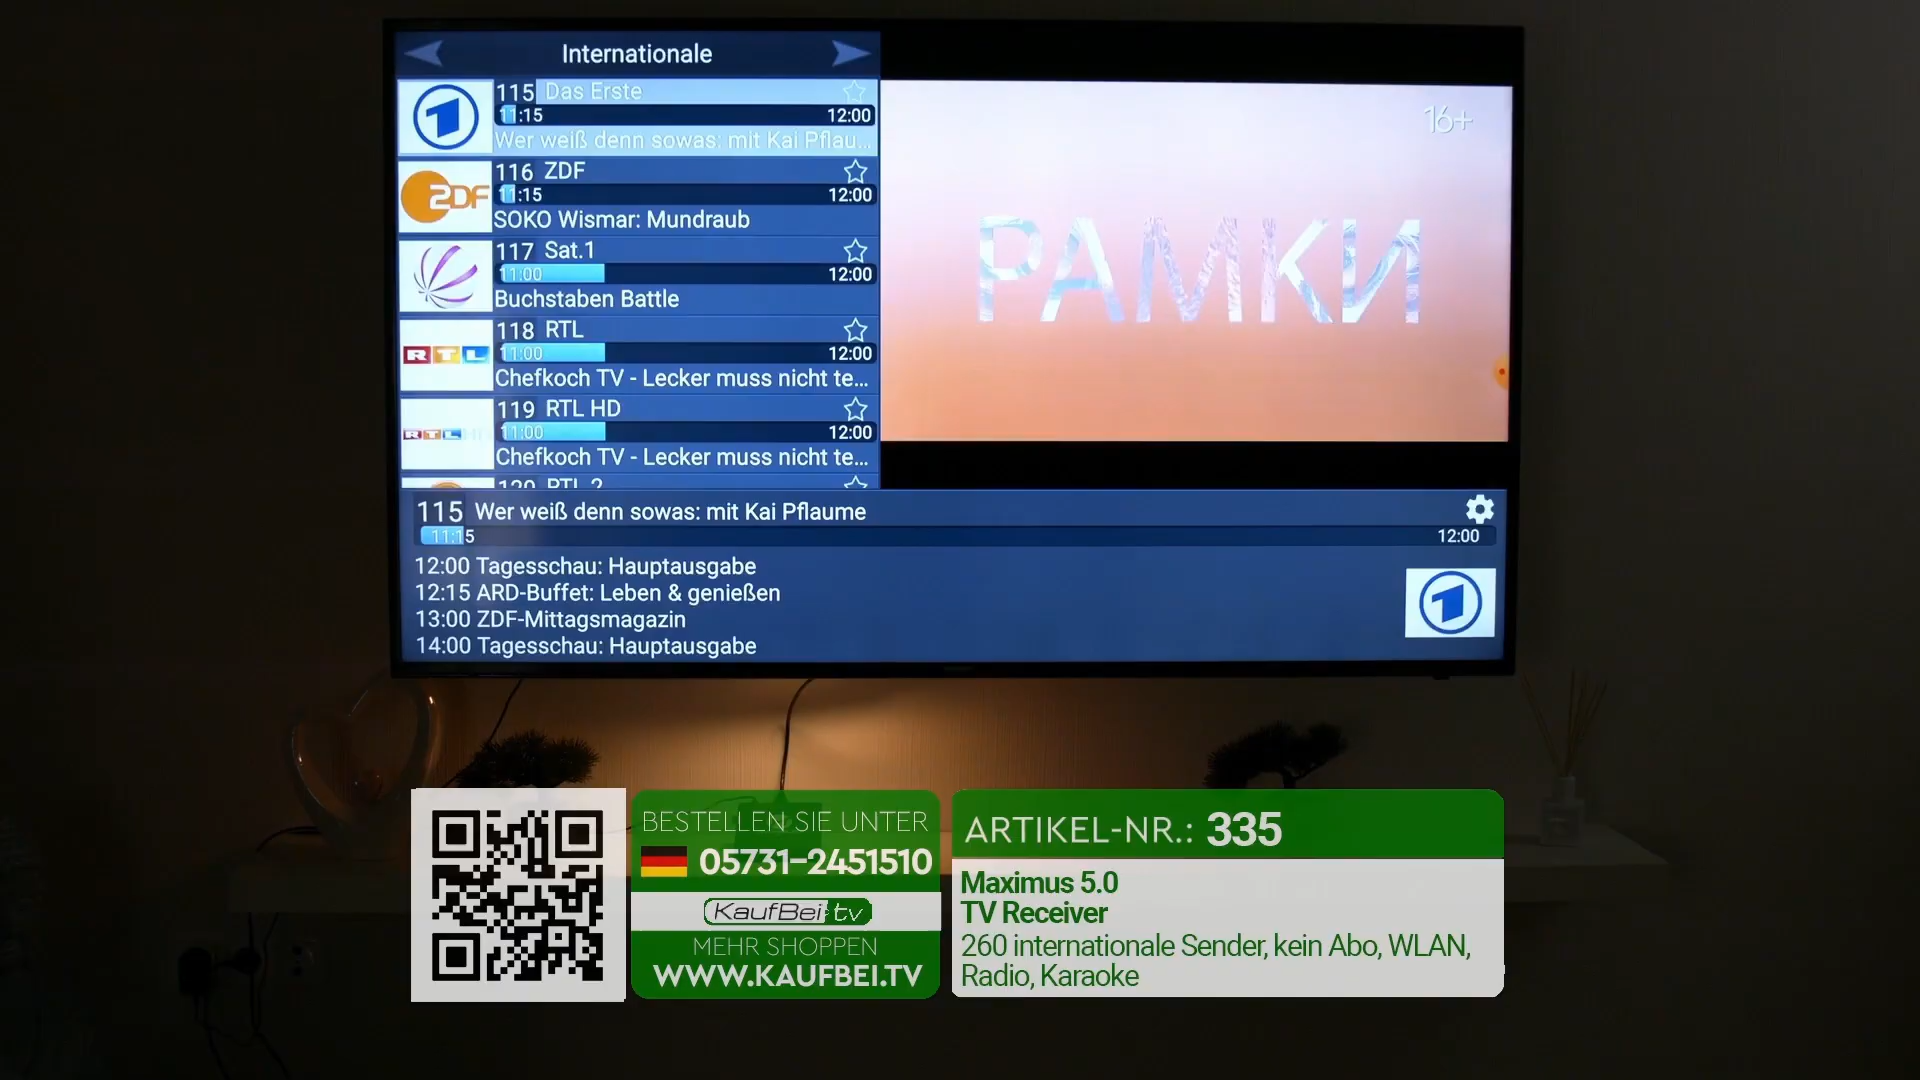 Internationale
115 Das Erste
11:15 12:00
Wer weiß denn sowas: mit Kai Pflau...
ZDF
116 ZDF
11:15 12:00
SOKO Wismar: Mundraub
117 Sat.1
11:00 12:00
Buchstaben Battle
RTL
118 RTL
11:00 12:00
Chefkoch TV - Lecker muss nicht te...
RTL
119 RTL HD
11:00 12:00
Chefkoch TV - Lecker muss nicht te...
120 RTL 2
16+
РАМКИ
115 Wer weiß denn sowas: mit Kai Pflaume
11:15 12:00
12:00 Tagesschau: Hauptausgabe
12:15 ARD-Buffet: Leben & genießen
13:00 ZDF-Mittagsmagazin
14:00 Tagesschau: Hauptausgabe
BESTELLEN SIE UNTER
05731-2451510
KaufBei tv
MEHR SHOPPEN
WWW.KAUFBEI.TV
ARTIKEL-NR.: 335
Maximus 5.0
TV Receiver
260 internationale Sender, kein Abo, WLAN,
Radio, Karaoke